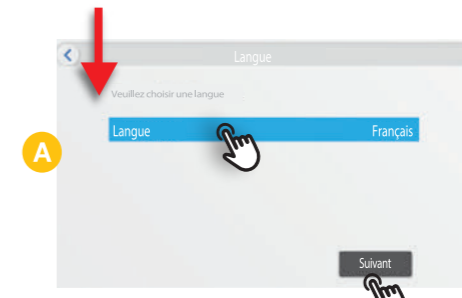 Langue
Veuillez choisir une langue
Langue Français
A
Suivant